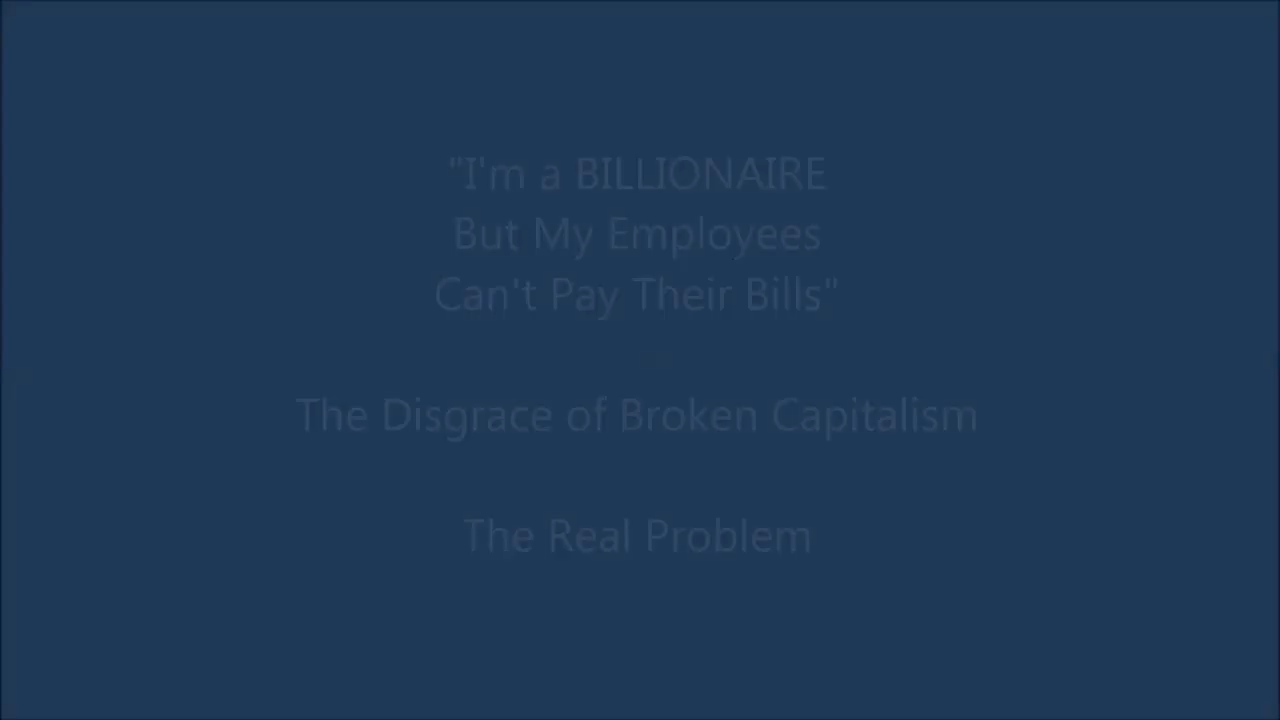 "I'm a BILLIONAIRE
But My Employees
Can't Pay Their Bills"
The Disgrace of Broken Capitalism
The Real Problem